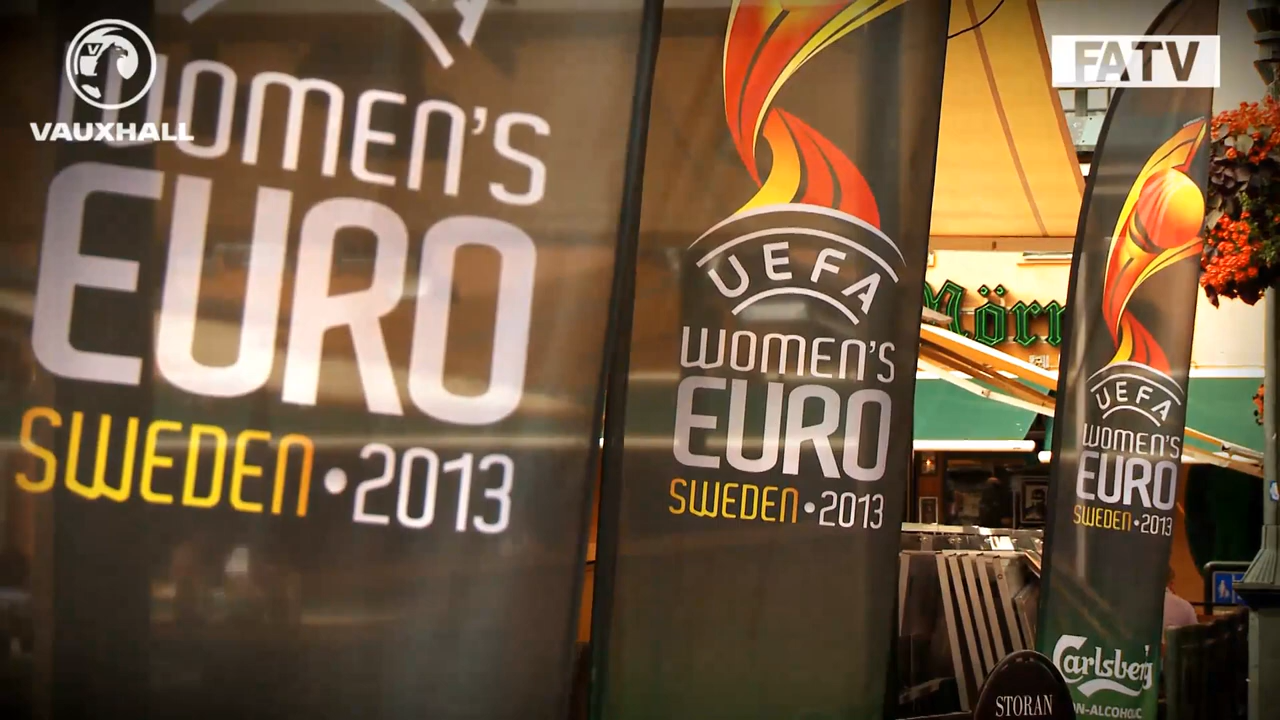 VAUXHALL
FATV
WOMEN'S
EURO
SWEDEN•2013
UEFA
WOMEN'S
EURO
SWEDEN•2013
UEFA
WOMEN'S
EURO
SWEDEN•2013
Carlsberg
STORAN